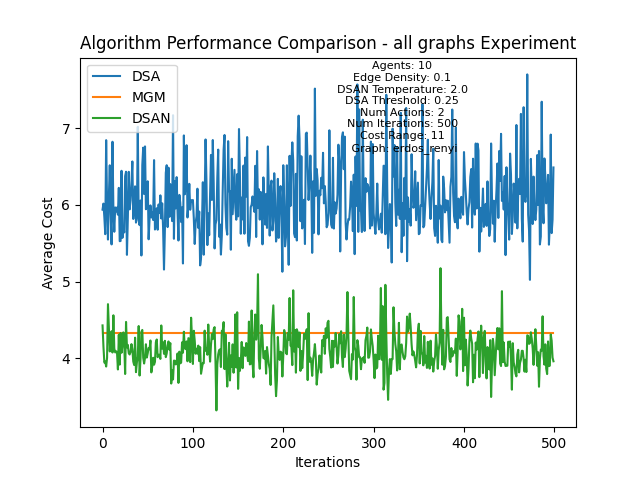 Algorithm Performance Comparison - all graphs Experiment
DSA
MGM
DSAN
Agents: 10
Edge Density: 0.1
DSAN Temperature: 2.0
DSA Threshold: 0.25
Num Actions: 2
Num Iterations: 500
Cost Range: 11
Graph: erdos_renyi
7
6
5
4
Average Cost
0 100 200 300 400 500
Iterations